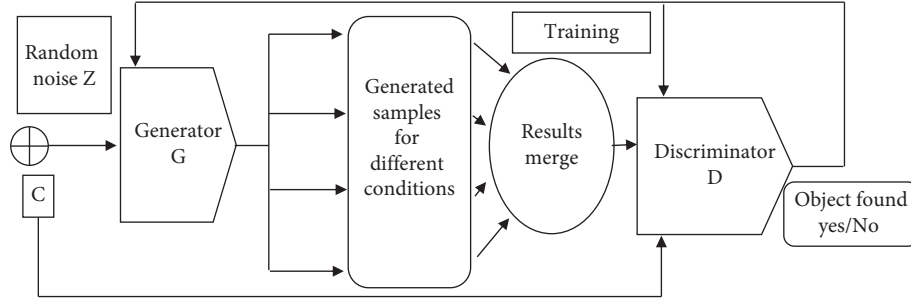 Random
noise Z
C
Generator
G
Generated
samples
for
different
conditions
Results
merge
Training
Discriminator
D
Object found
yes/No